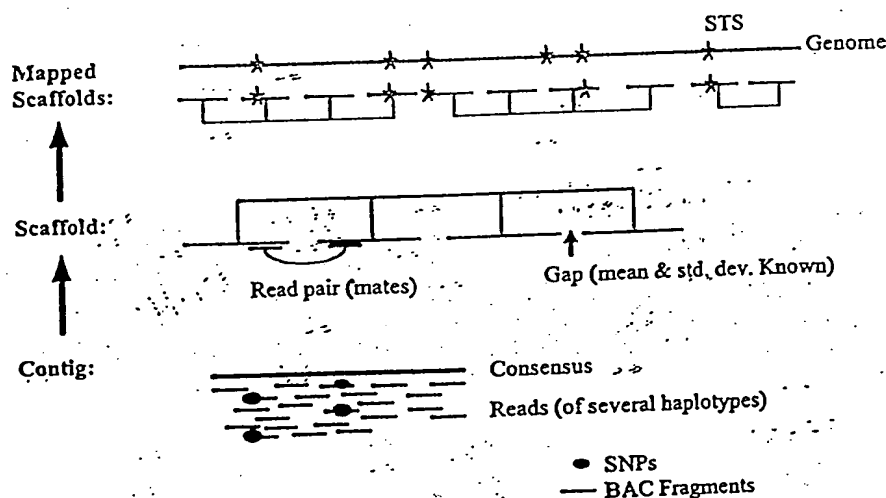 STS
Genome
Mapped
Scaffolds:
Scaffold:
Read pair (mates)
Gap (mean & std. dev. Known)
Contig:
Consensus
Reads (of several haplotypes)
SNPs
BAC Fragments